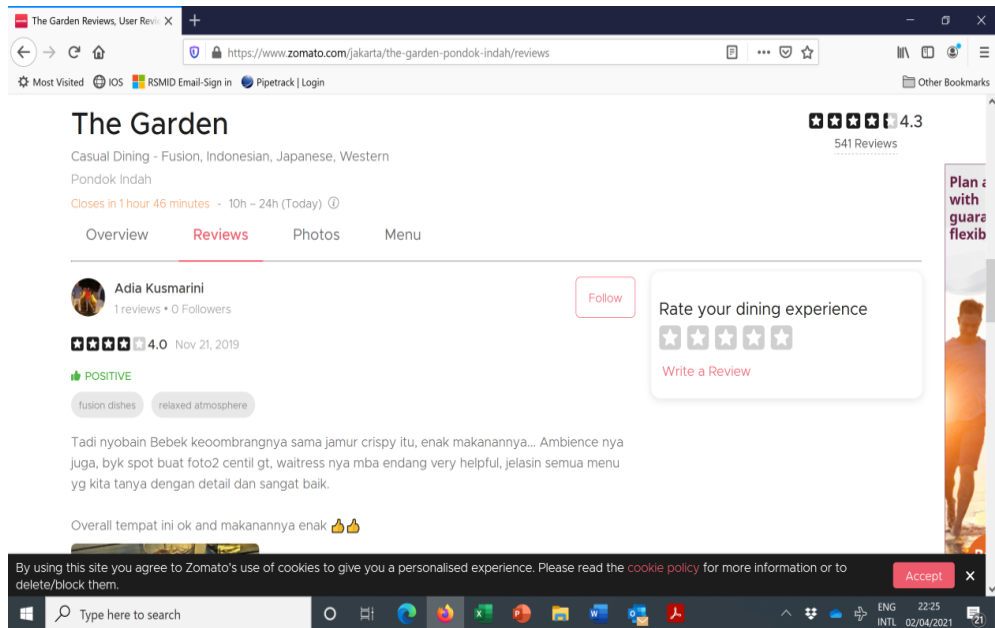 The Garden Reviews, User Revie
https://www.zomato.com/jakarta/the-garden-pondok-indah/reviews
Most Visited IOS RSMID Email-Sign in Pipetrack | Login Other Bookmarks
The Garden
4.3
541 Reviews
Casual Dining - Fusion, Indonesian, Japanese, Western
Pondok Indah
Closes in 1 hour 46 minutes - 10h – 24h (Today)
Overview Reviews Photos Menu
Plan a
with
guara
flexib
Adia Kusmarini
1 reviews • 0 Followers
Follow
4.0 Nov 21, 2019
POSITIVE
fusion dishes relaxed atmosphere
Tadi nyobain Bebek keoombrangnya sama jamur crispy itu, enak makanannya... Ambience nya
juga, byk spot buat foto2 centil gt, waitress nya mba endang very helpful, jelasin semua menu
yg kita tanya dengan detail dan sangat baik.
Overall tempat ini ok and makanannya enak 👍👍
Rate your dining experience
Write a Review
By using this site you agree to Zomato's use of cookies to give you a personalised experience. Please read the cookie policy for more information or to
delete/block them.
Accept
Type here to search
ENG 22:25
INTL 02/04/2021
21